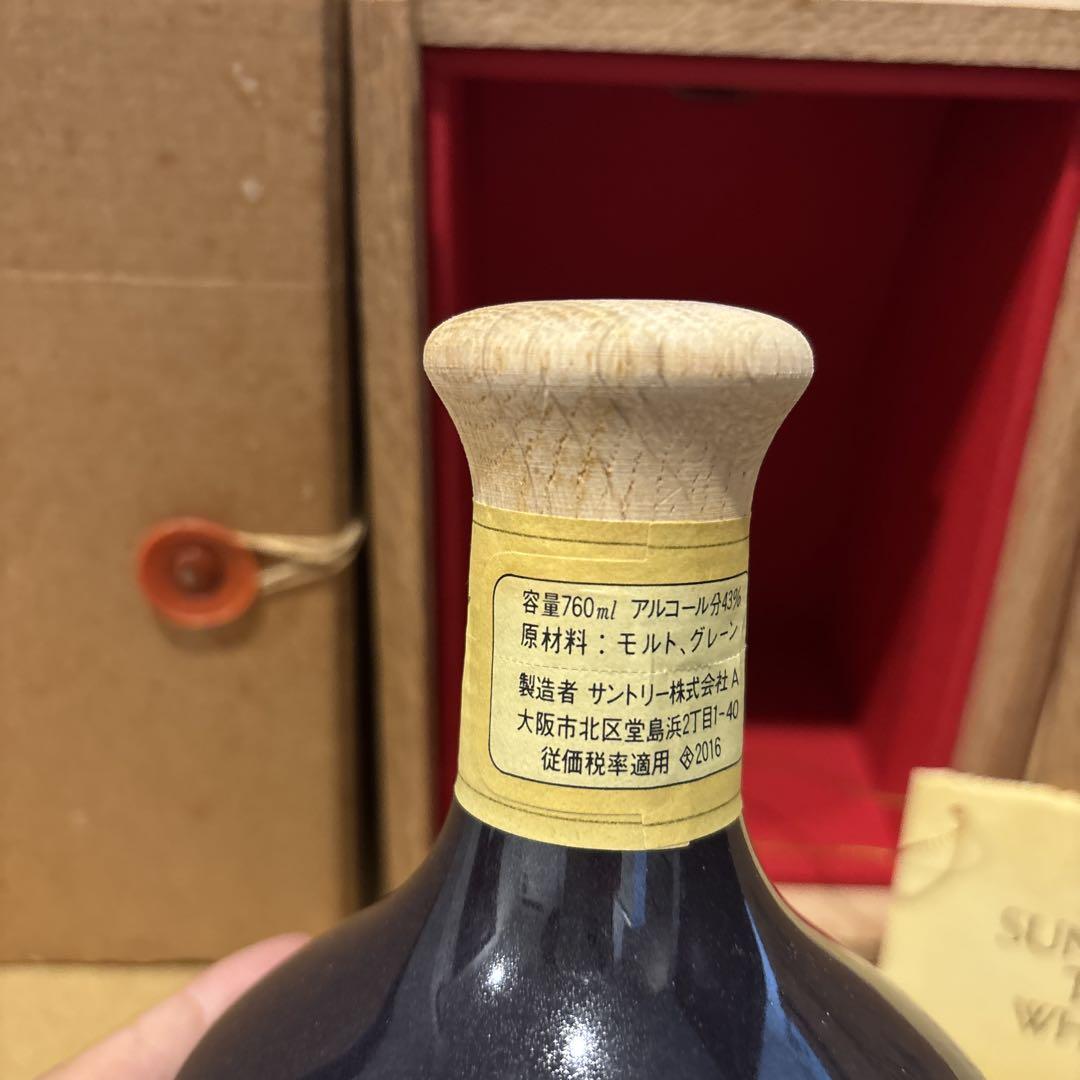 容量760ml アルコール分43%
原材料：モルト、グレーン
製造者 サントリー株式会社 A
大阪市北区堂島浜2丁目1-40
従価税率適用 2016
SUN
WH